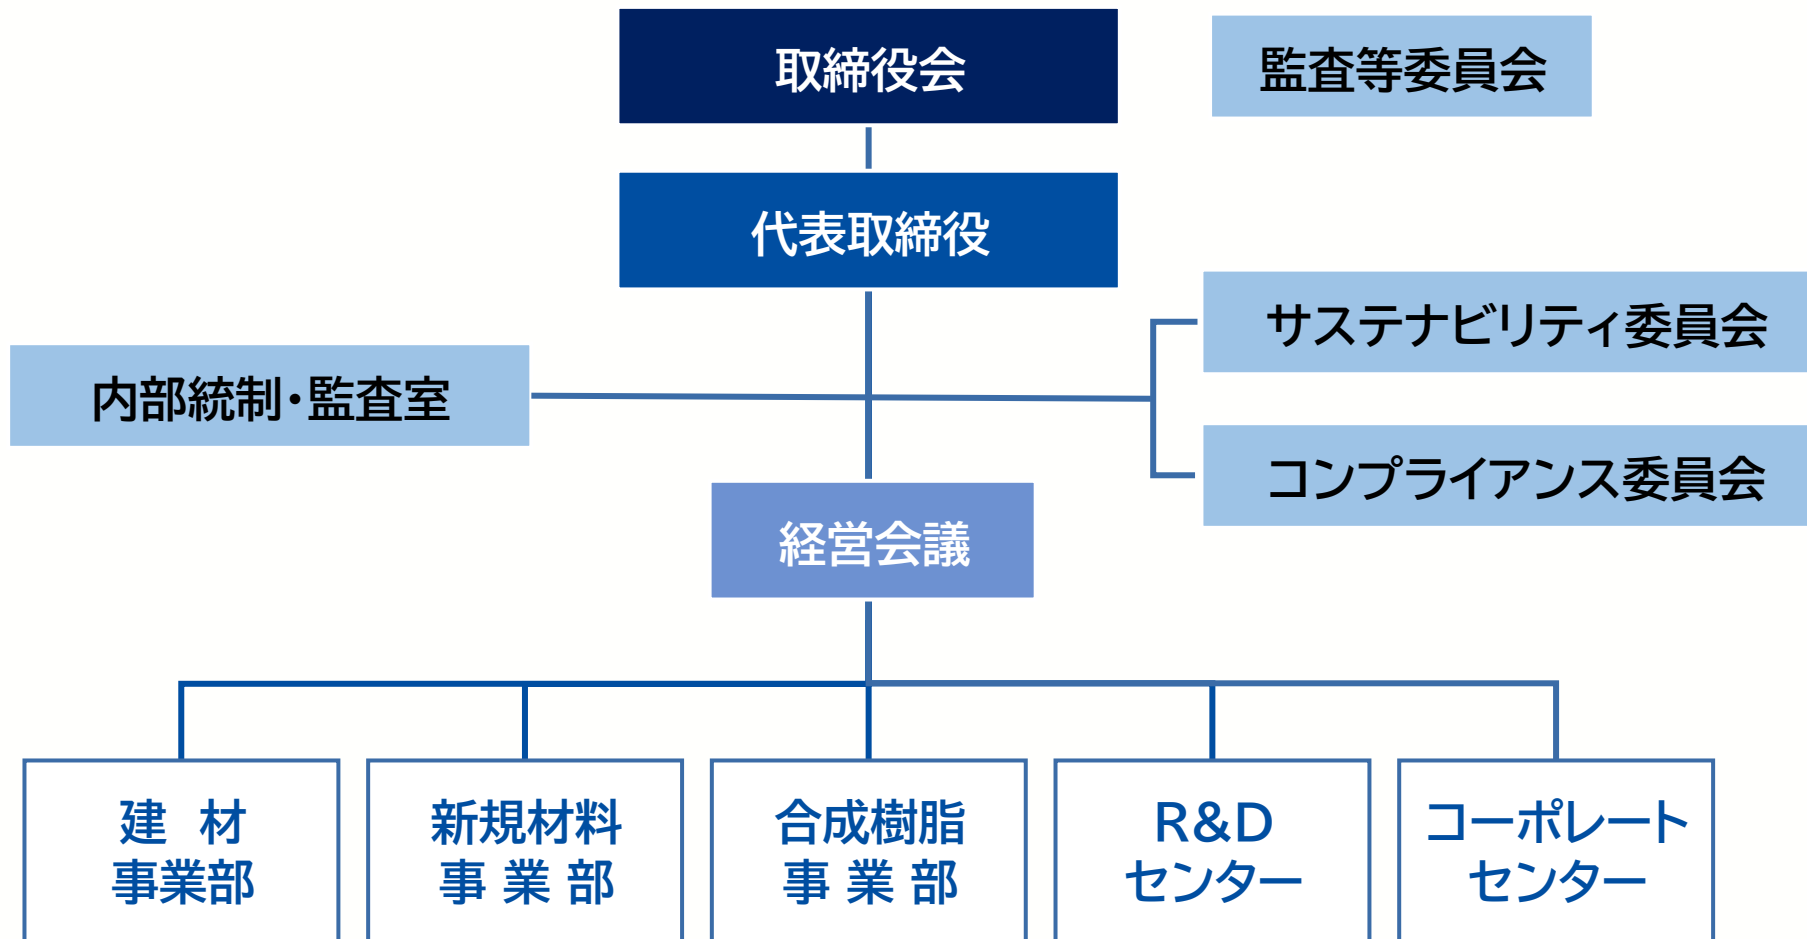 取締役会
監査等委員会
代表取締役
サステナビリティ委員会
内部統制・監査室
コンプライアンス委員会
経営会議
建 材
事業部
新規材料
事 業 部
合成樹脂
事 業 部
R&D
センター
コーポレート
センター